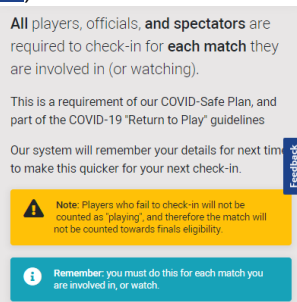 All players, officials, and spectators are
required to check-in for each match they
are involved in (or watching).
This is a requirement of our COVID-Safe Plan, and
part of the COVID-19 "Return to Play" guidelines
Our system will remember your details for next time
to make this quicker for your next check-in.
Feedback
Note: Players who fail to check-in will not be
counted as "playing", and therefore the match will
not be counted towards finals eligibility.
Remember: you must do this for each match you
are involved in, or watch.